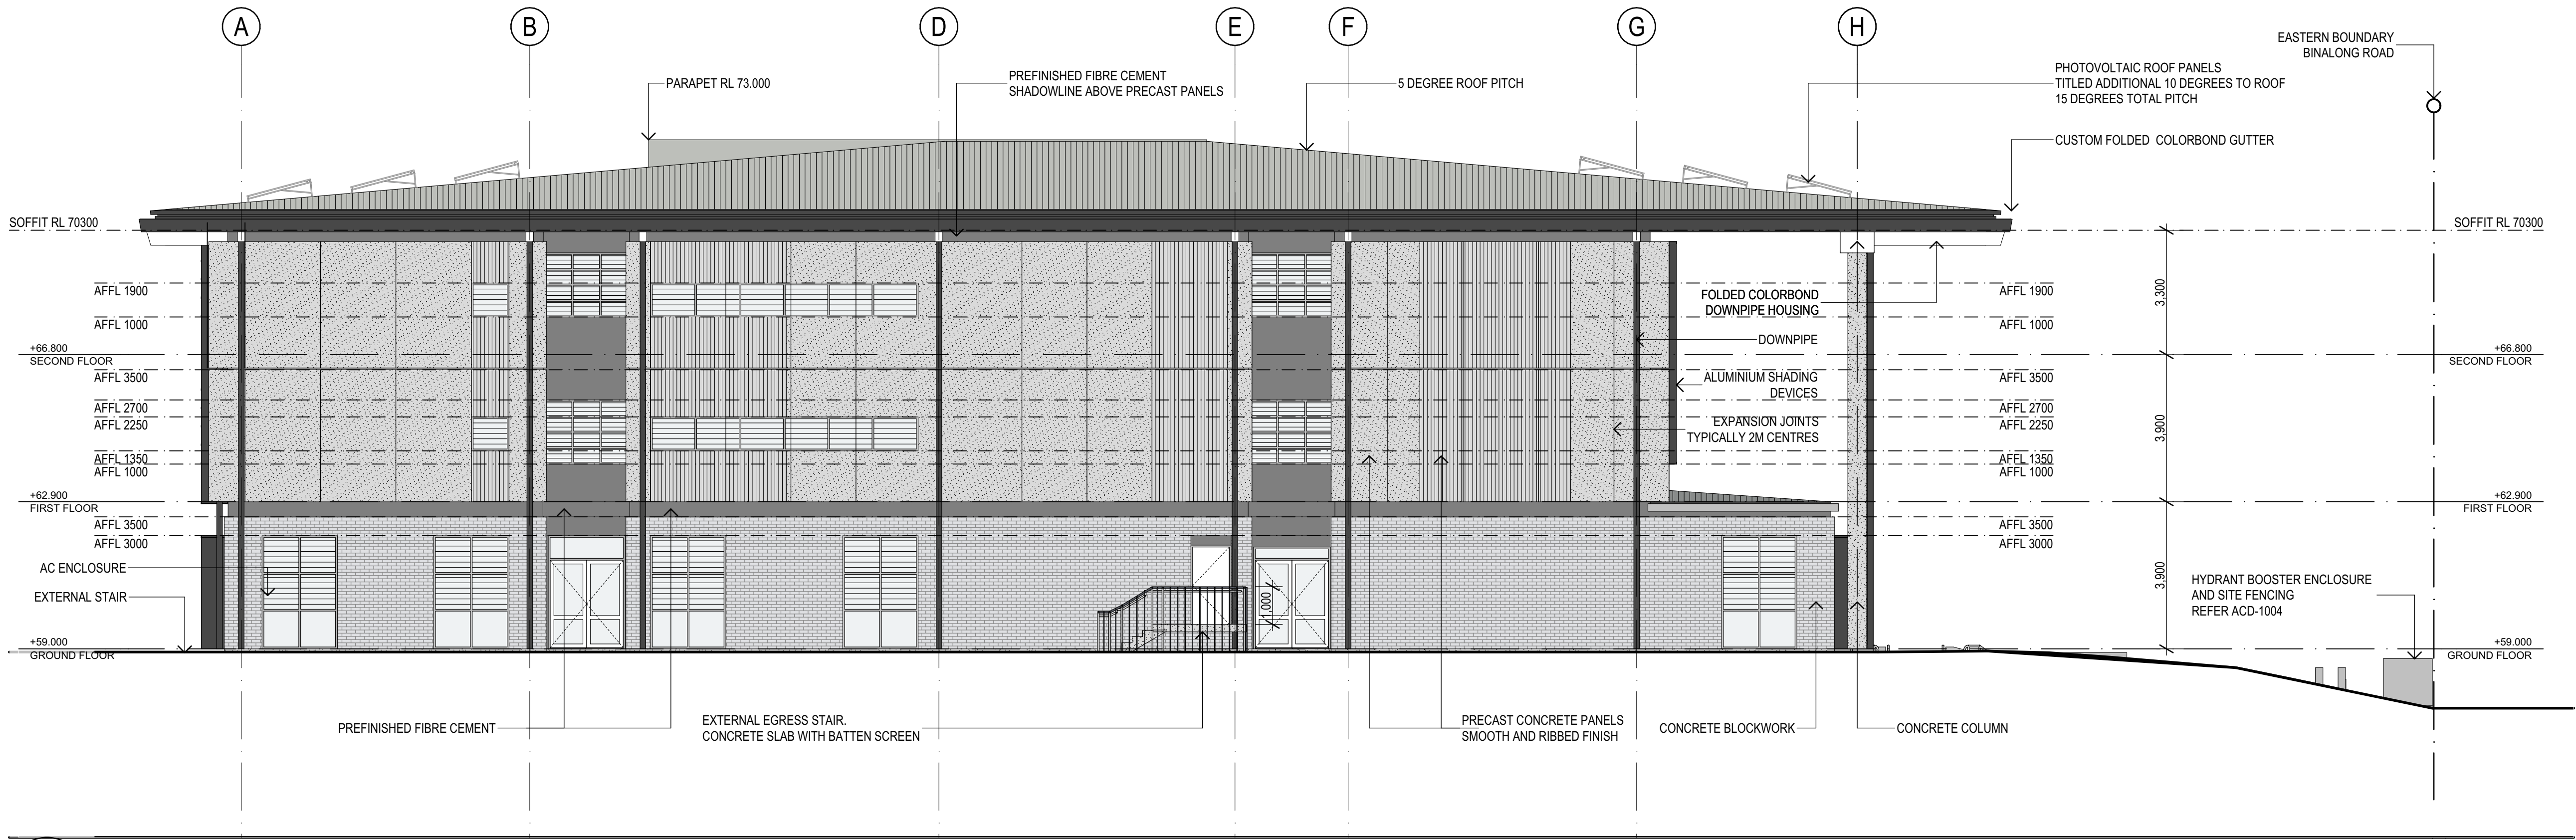 A
B
D
E
F
G
H
EASTERN BOUNDARY
BINALONG ROAD
PARAPET RL 73.000
PREFINISHED FIBRE CEMENT
SHADOWLINE ABOVE PRECAST PANELS
5 DEGREE ROOF PITCH
PHOTOVOLTAIC ROOF PANELS
TITLED ADDITIONAL 10 DEGREES TO ROOF
15 DEGREES TOTAL PITCH
CUSTOM FOLDED COLORBOND GUTTER
SOFFIT RL 70300
SOFFIT RL 70300
AFFL 1900
AFFL 1000
+66.800
SECOND FLOOR
AFFL 3500
AFFL 2700
AFFL 2250
AFFL 1350
AFFL 1000
+62.900
FIRST FLOOR
AFFL 3500
AFFL 3000
AC ENCLOSURE
EXTERNAL STAIR
+59.000
GROUND FLOOR
1,000
FOLDED COLORBOND
DOWNPIPE HOUSING
DOWNPIPE
ALUMINIUM SHADING
DEVICES
EXPANSION JOINTS
TYPICALLY 2M CENTRES
AFFL 1900
AFFL 1000
AFFL 3500
AFFL 2700
AFFL 2250
AFFL 1350
AFFL 1000
AFFL 3500
AFFL 3000
3,300
3,900
3,900
+66.800
SECOND FLOOR
+62.900
FIRST FLOOR
HYDRANT BOOSTER ENCLOSURE
AND SITE FENCING
REFER ACD-1004
+59.000
GROUND FLOOR
PREFINISHED FIBRE CEMENT
EXTERNAL EGRESS STAIR.
CONCRETE SLAB WITH BATTEN SCREEN
PRECAST CONCRETE PANELS
SMOOTH AND RIBBED FINISH
CONCRETE BLOCKWORK
CONCRETE COLUMN